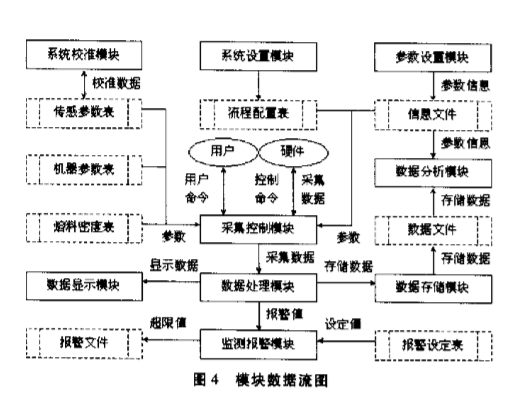 系统校准模块 系统设置模块 参数设置模块
校准数据 参数信息
传感参数表 流程配置表 信息文件
用户 硬件 参数信息
机器参数表 数据分析模块
用户命令 控制命令 采集数据 存储数据
燃料密度表 采集控制模块 数据文件
参数 参数
采集数据
显示数据 存储数据 存储数据
数据显示模块 数据处理模块 数据存储模块
报警值
超限值 设定值
报警文件 监测报警模块 报警设定表
图4 模块数据流图